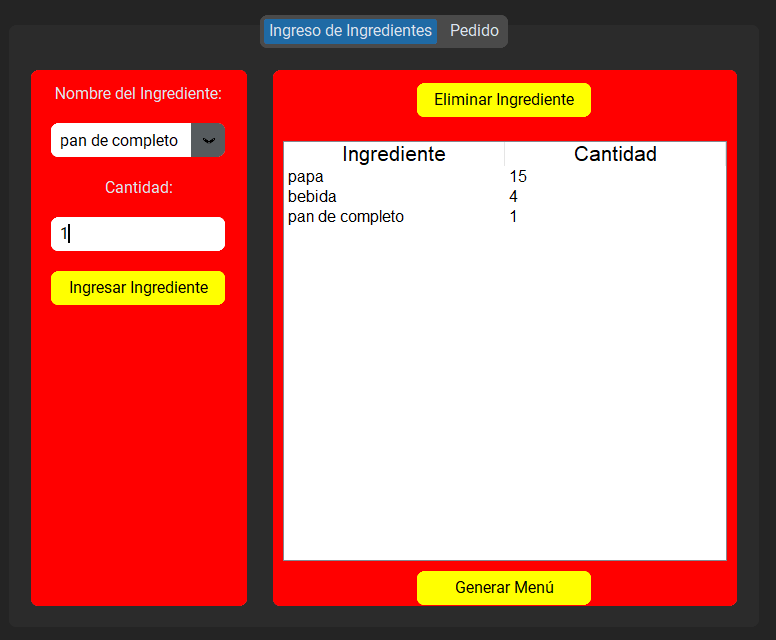 Ingreso de Ingredientes Pedido
Nombre del Ingrediente:
pan de completo
Cantidad:
1
Ingresar Ingrediente
Eliminar Ingrediente
Ingrediente Cantidad
papa 15
bebida 4
pan de completo 1
Generar Menú